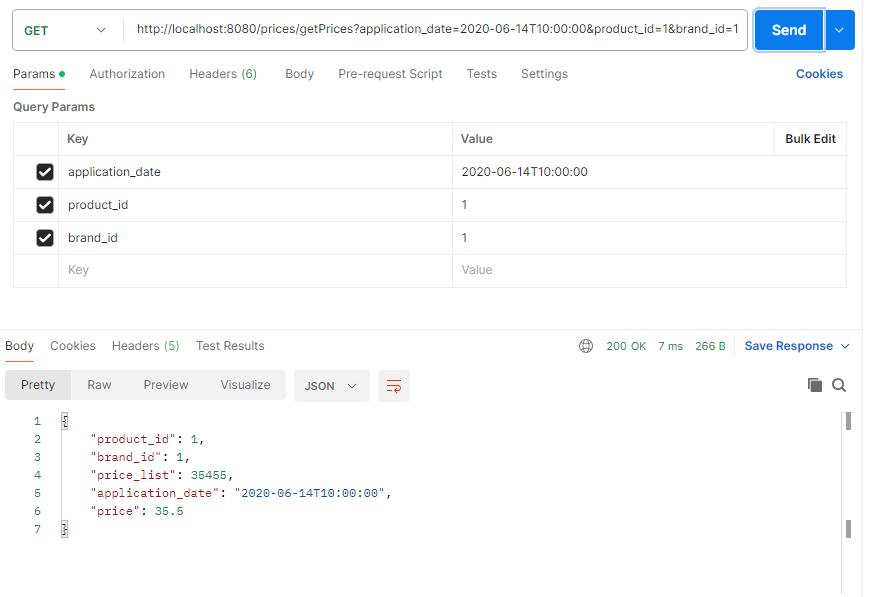 GET http://localhost:8080/prices/getPrices?application_date=2020-06-14T10:00:00&product_id=1&brand_id=1 Send
Params Authorization Headers (6) Body Pre-request Script Tests Settings Cookies
Query Params
Key Value Bulk Edit
application_date 2020-06-14T10:00:00
product_id 1
brand_id 1
Key Value
Body Cookies Headers (5) Test Results 200 OK 7 ms 266 B Save Response
Pretty Raw Preview Visualize JSON
1 {
2 "product_id": 1,
3 "brand_id": 1,
4 "price_list": 35455,
5 "application_date": "2020-06-14T10:00:00",
6 "price": 35.5
7 }